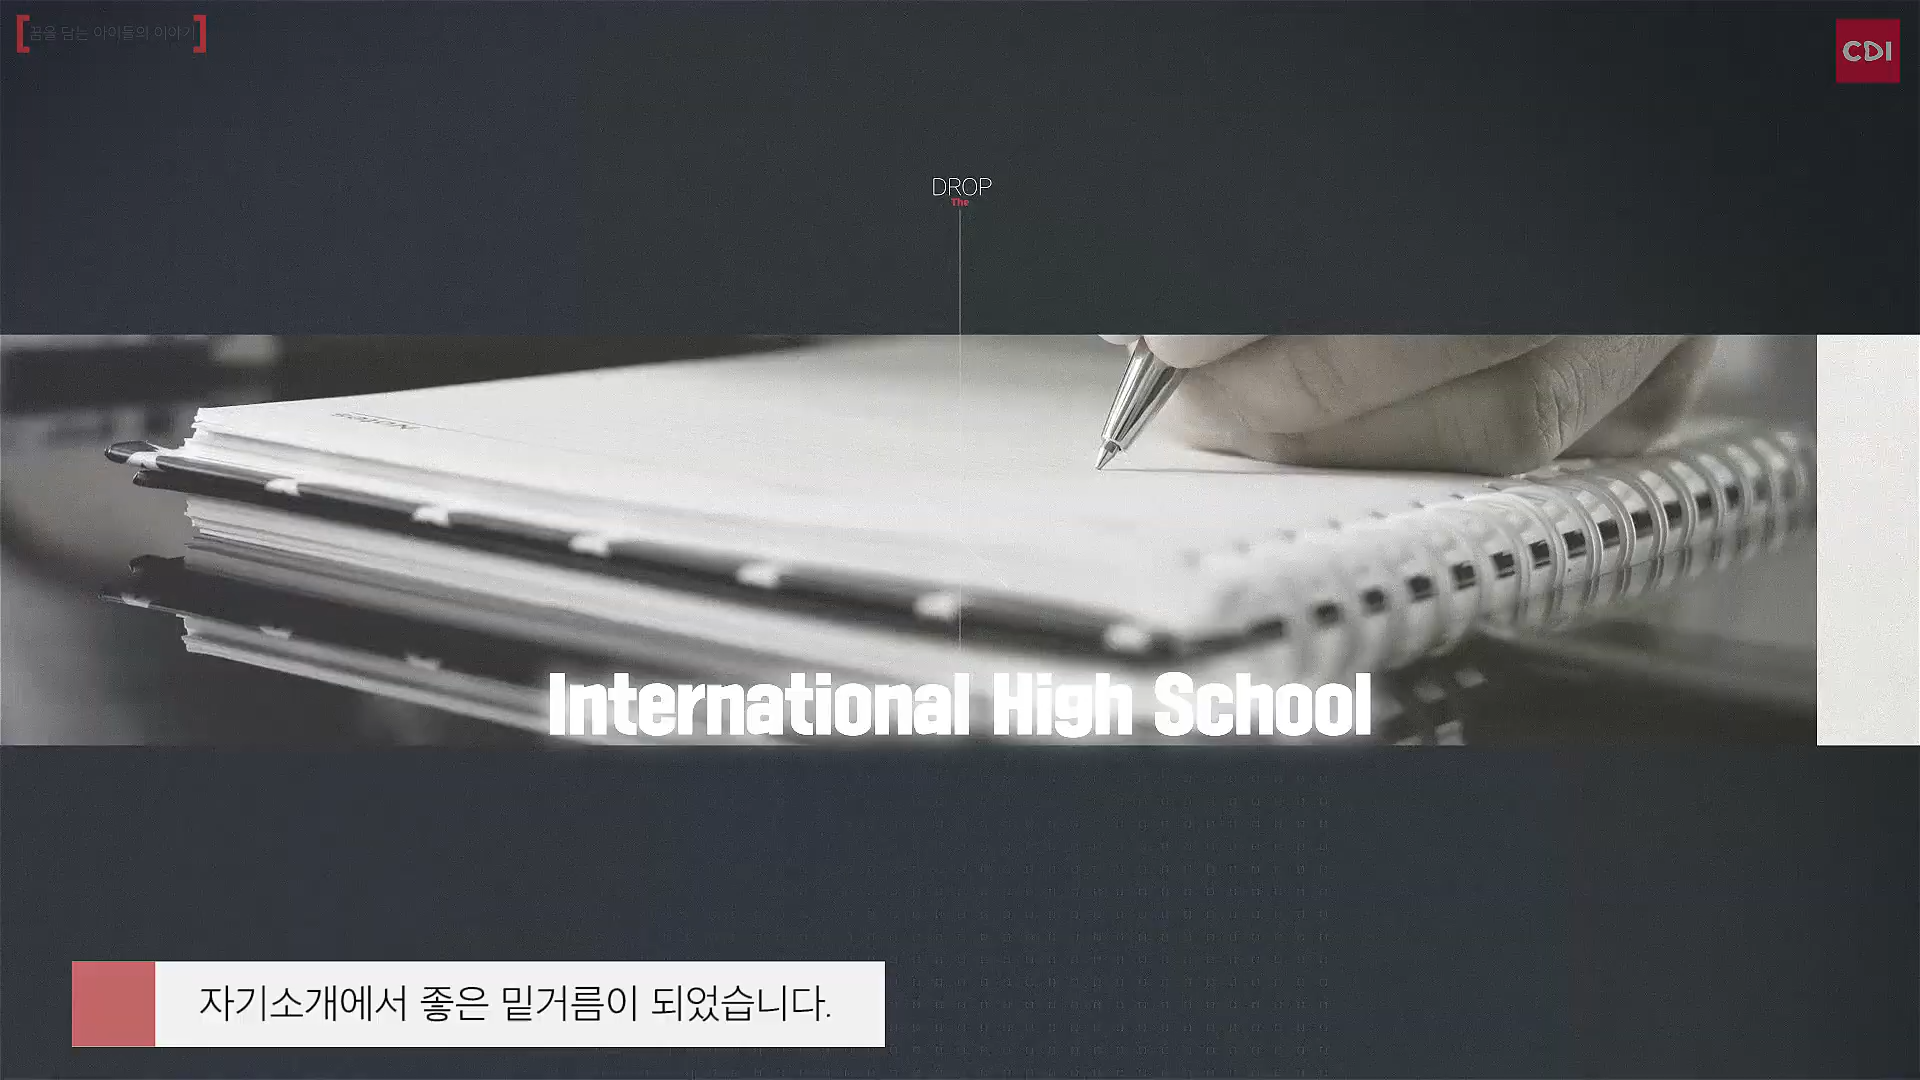 꿈을 담는 아이들의 이야기
CDI
DROP
The
International High School
자기소개에서 좋은 밑거름이 되었습니다.